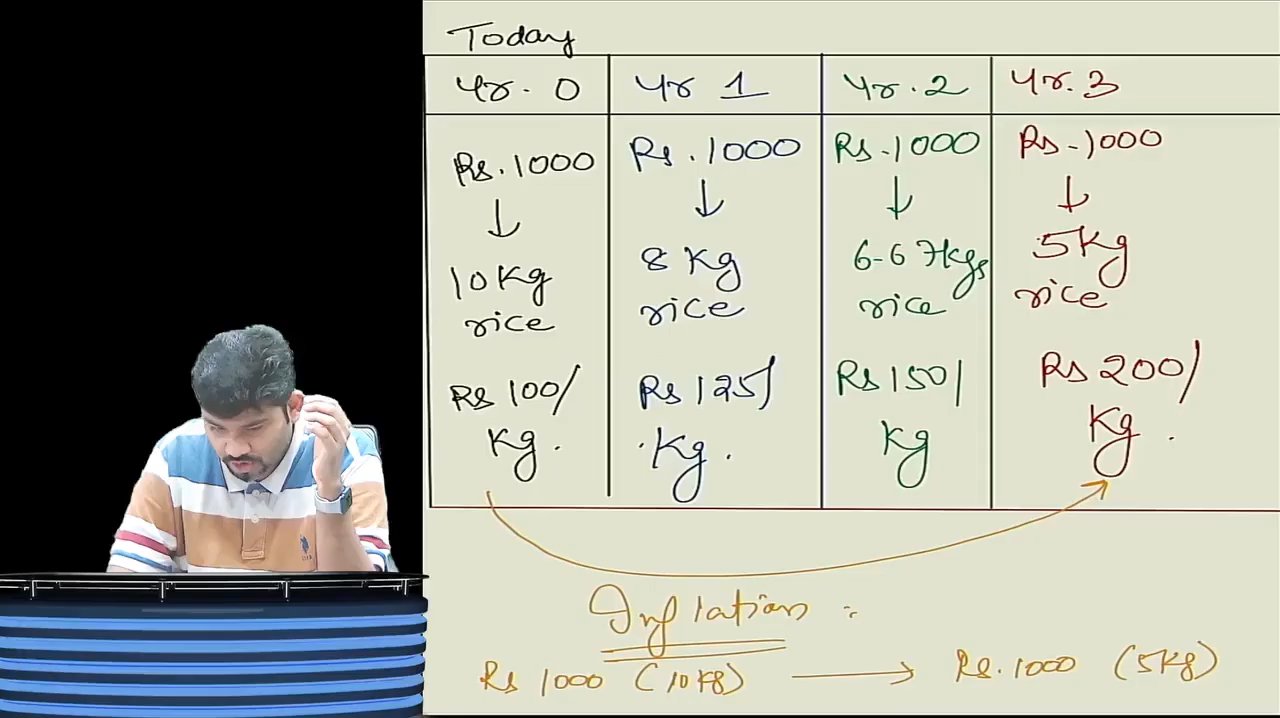 Today
Yr. 0
Yr 1
Yr. 2
Yr. 3
Rs. 1000
Rs. 1000
Rs. 1000
Rs. 1000
10 Kg
rice
8 Kg
rice
6.67 kgs
rice
5 Kg
rice
Rs 100/
Kg.
Rs 125/
Kg.
Rs 150/
Kg
Rs 200/
Kg.
Inflation :
Rs 1000 (10 Kg) → Rs. 1000 (5 Kg)